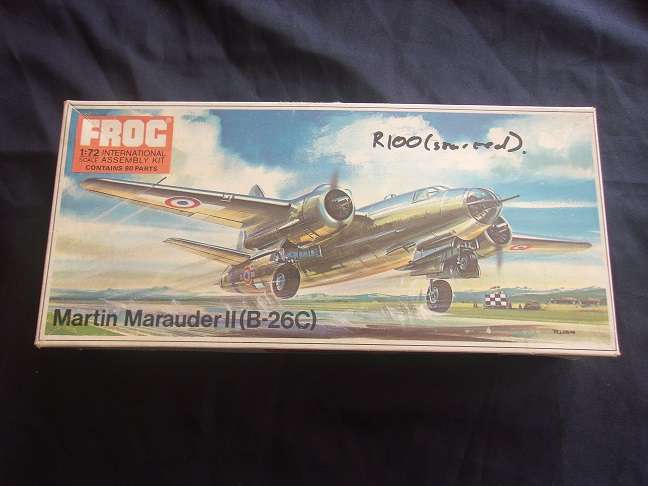 FROG
1:72 INTERNATIONAL
SCALE ASSEMBLY KIT
CONTAINS 80 PARTS
R100 (started).
Martin Marauder II (B-26C)